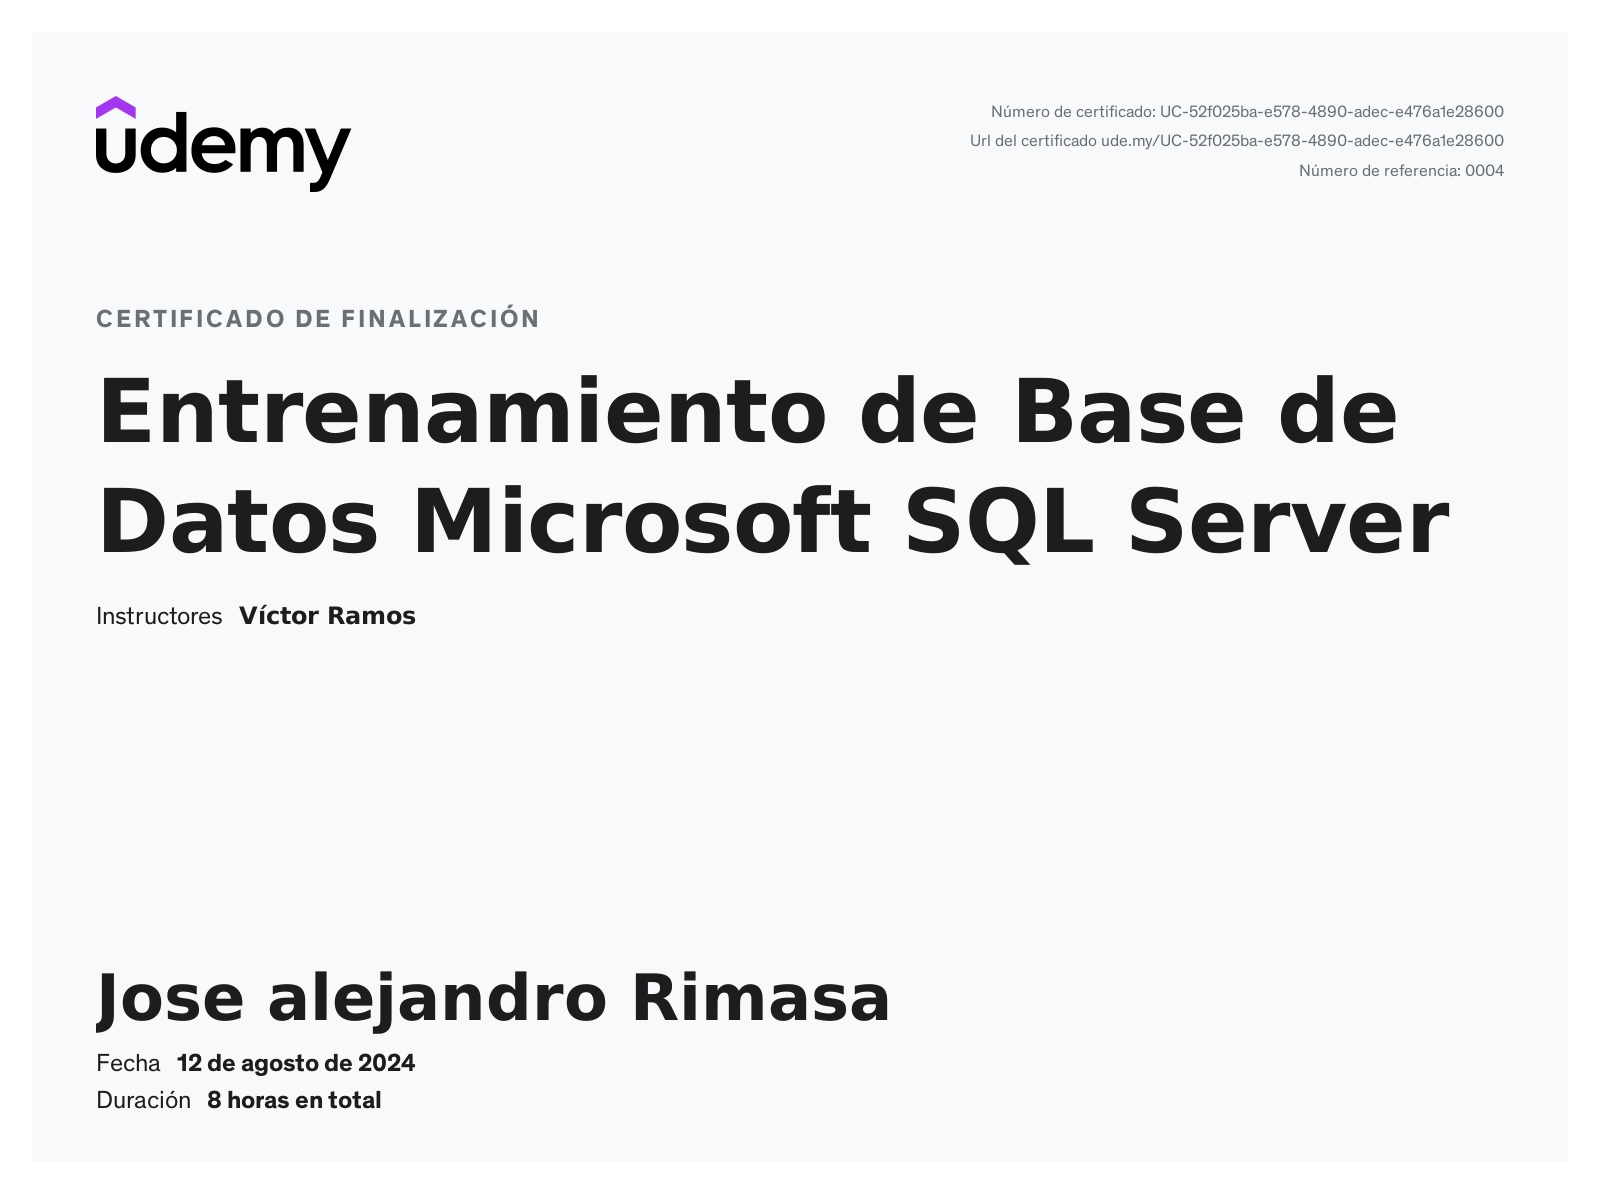 udemy
Número de certificado: UC-52f025ba-e578-4890-adec-e476a1e28600
Url del certificado ude.my/UC-52f025ba-e578-4890-adec-e476a1e28600
Número de referencia: 0004
CERTIFICADO DE FINALIZACIÓN
Entrenamiento de Base de
Datos Microsoft SQL Server
Instructores Víctor Ramos
Jose alejandro Rimasa
Fecha 12 de agosto de 2024
Duración 8 horas en total